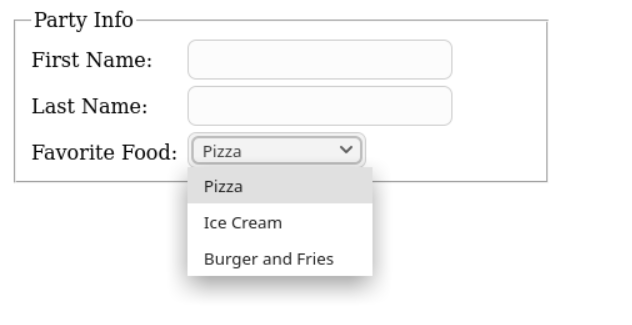 Party Info
First Name:
Last Name:
Favorite Food: Pizza
Pizza
Ice Cream
Burger and Fries